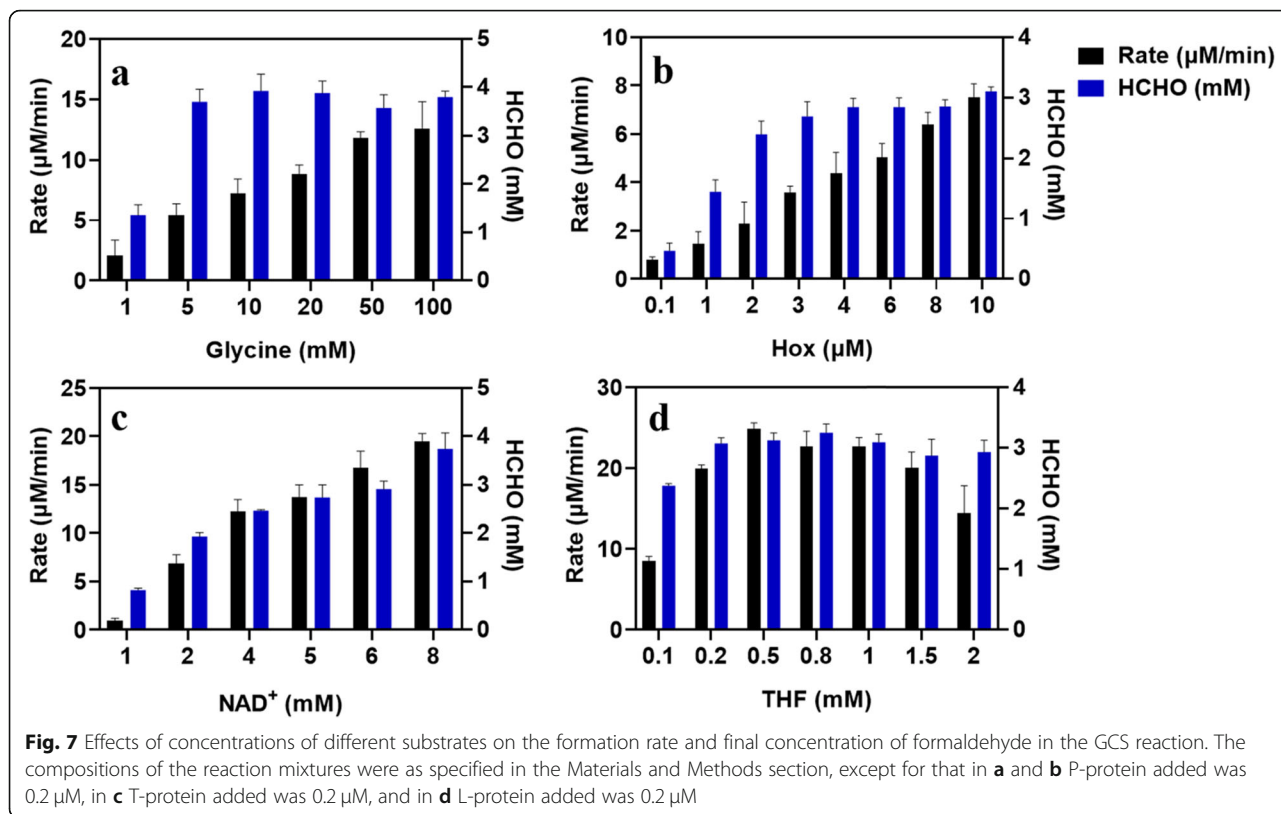 a
Rate (µM/min)
20
15
10
5
0
5
4
3
2
1
0
HCHO (mM)
1 5 10 20 50 100
Glycine (mM)
b
Rate (µM/min)
10
8
6
4
2
0
4
3
2
1
0
HCHO (mM)
0.1 1 2 3 4 6 8 10
Hox (µM)
Rate (µM/min)
HCHO (mM)
c
Rate (µM/min)
25
20
15
10
5
0
5
4
3
2
1
0
HCHO (mM)
1 2 4 5 6 8
NAD⁺ (mM)
d
Rate (µM/min)
30
20
10
0
4
3
2
1
0
HCHO (mM)
0.1 0.2 0.5 0.8 1 1.5 2
THF (mM)
Fig. 7 Effects of concentrations of different substrates on the formation rate and final concentration of formaldehyde in the GCS reaction. The
compositions of the reaction mixtures were as specified in the Materials and Methods section, except for that in a and b P-protein added was
0.2 µM, in c T-protein added was 0.2 µM, and in d L-protein added was 0.2 µM